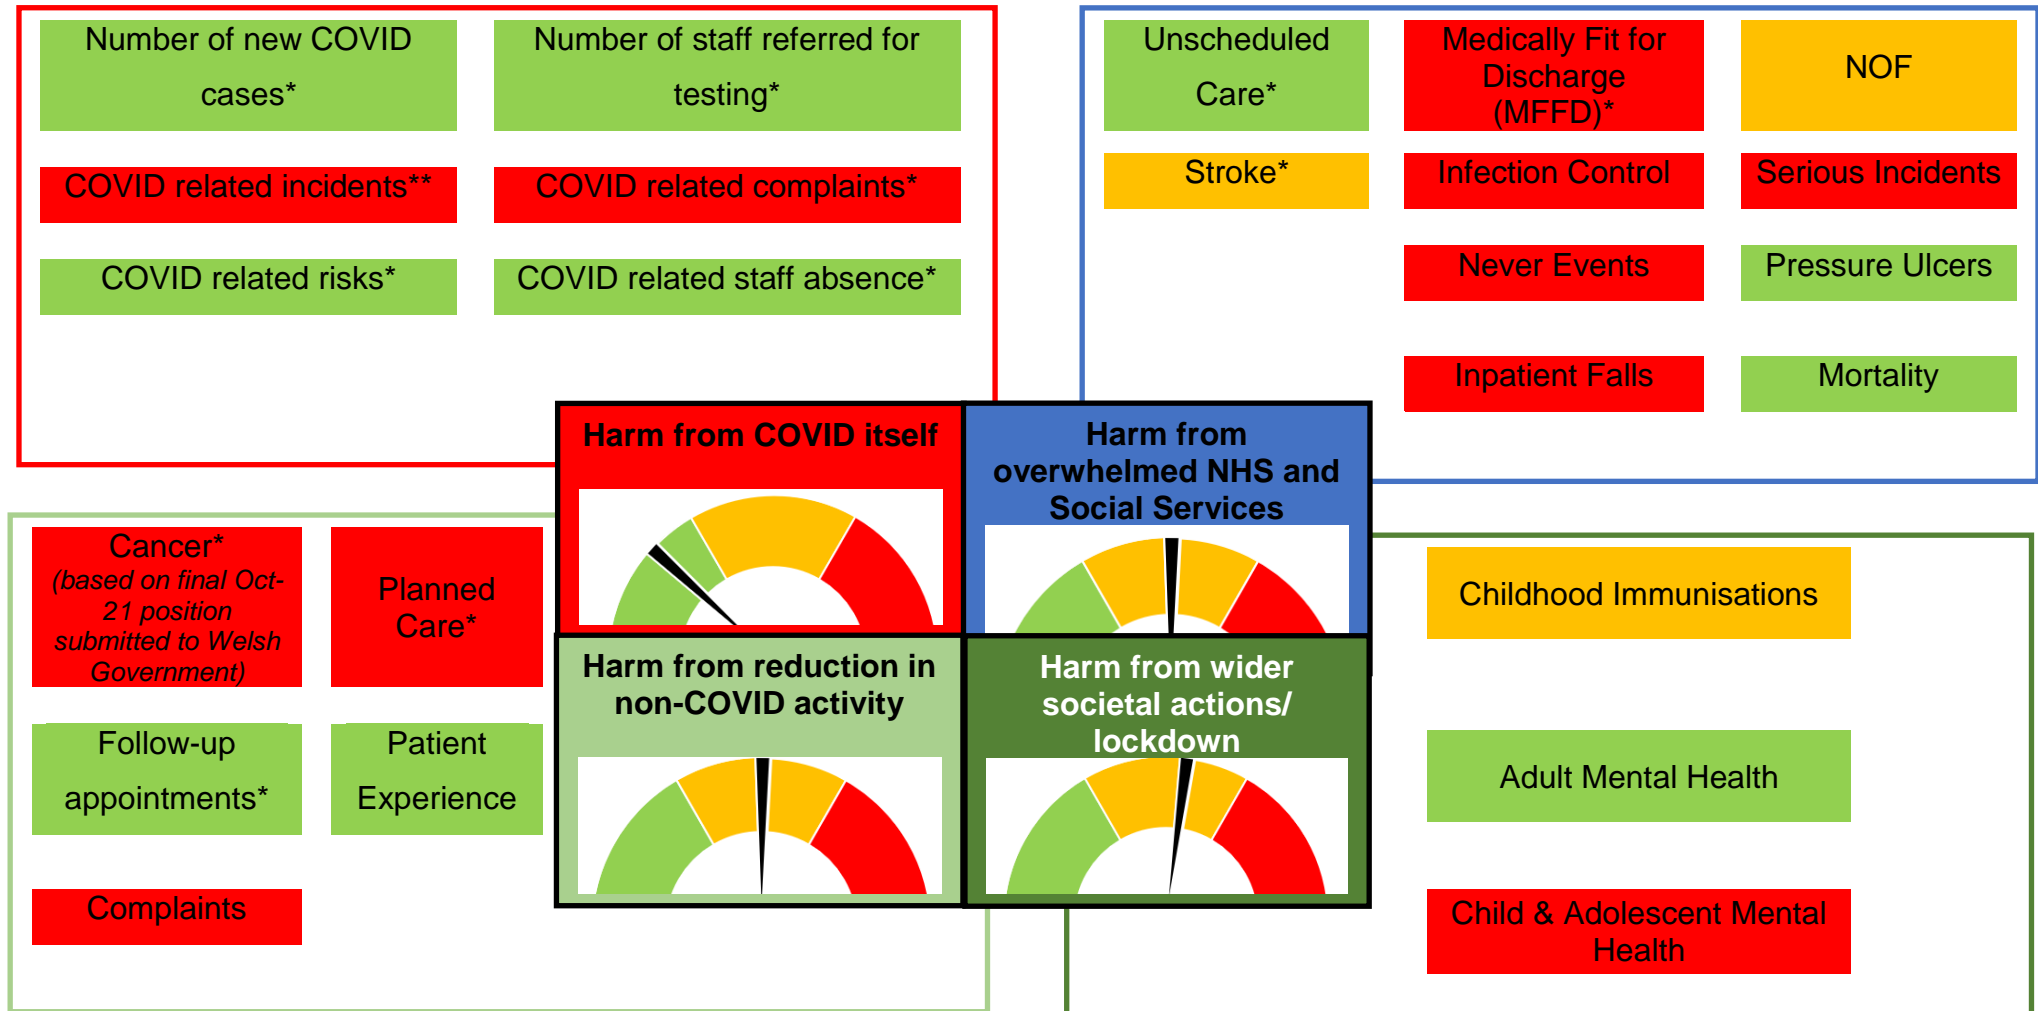 Number of new COVID
cases*
Number of staff referred for
testing*
COVID related incidents**
COVID related complaints*
COVID related risks*
COVID related staff absence*
Unscheduled
Care*
Medically Fit for
Discharge
(MFFD)*
NOF
Stroke*
Infection Control
Serious Incidents
Never Events
Pressure Ulcers
Inpatient Falls
Mortality
Harm from COVID itself
Harm from
overwhelmed NHS and
Social Services
Cancer*
(based on final Oct-
21 position
submitted to Welsh
Government)
Planned
Care*
Follow-up
appointments*
Patient
Experience
Complaints
Harm from reduction in
non-COVID activity
Harm from wider
societal actions/
lockdown
Childhood Immunisations
Adult Mental Health
Child & Adolescent Mental
Health